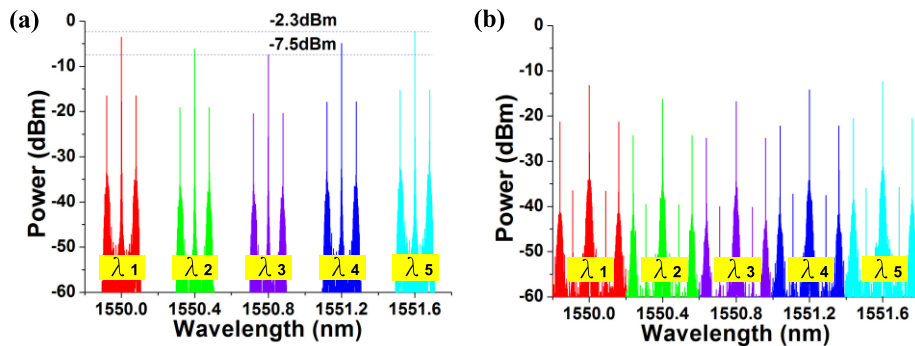 (a)
-2.3dBm
-7.5dBm
Power (dBm)
0
-10
-20
-30
-40
-50
-60
λ 1
λ 2
λ 3
λ 4
λ 5
1550.0
1550.4
1550.8
1551.2
1551.6
Wavelength (nm)
(b)
Power (dBm)
0
-10
-20
-30
-40
-50
-60
λ 1
λ 2
λ 3
λ 4
λ 5
1550.0
1550.4
1550.8
1551.2
1551.6
Wavelength (nm)